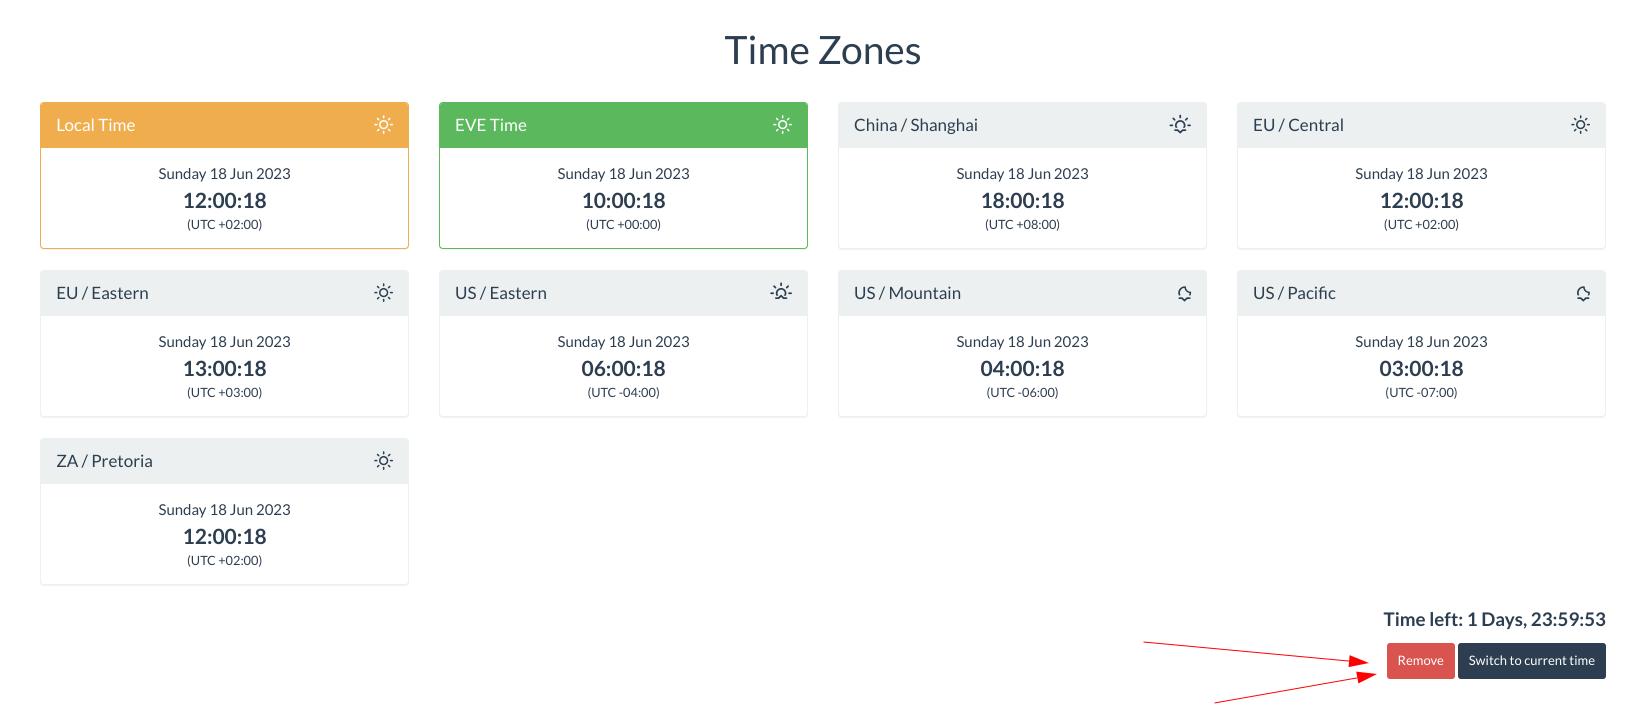 Time Zones
Local Time
Sunday 18 Jun 2023
12:00:18
(UTC +02:00)
EVE Time
Sunday 18 Jun 2023
10:00:18
(UTC +00:00)
China / Shanghai
Sunday 18 Jun 2023
18:00:18
(UTC +08:00)
EU / Central
Sunday 18 Jun 2023
12:00:18
(UTC +02:00)
EU / Eastern
Sunday 18 Jun 2023
13:00:18
(UTC +03:00)
US / Eastern
Sunday 18 Jun 2023
06:00:18
(UTC -04:00)
US / Mountain
Sunday 18 Jun 2023
04:00:18
(UTC -06:00)
US / Pacific
Sunday 18 Jun 2023
03:00:18
(UTC -07:00)
ZA / Pretoria
Sunday 18 Jun 2023
12:00:18
(UTC +02:00)
Time left: 1 Days, 23:59:53
Remove
Switch to current time